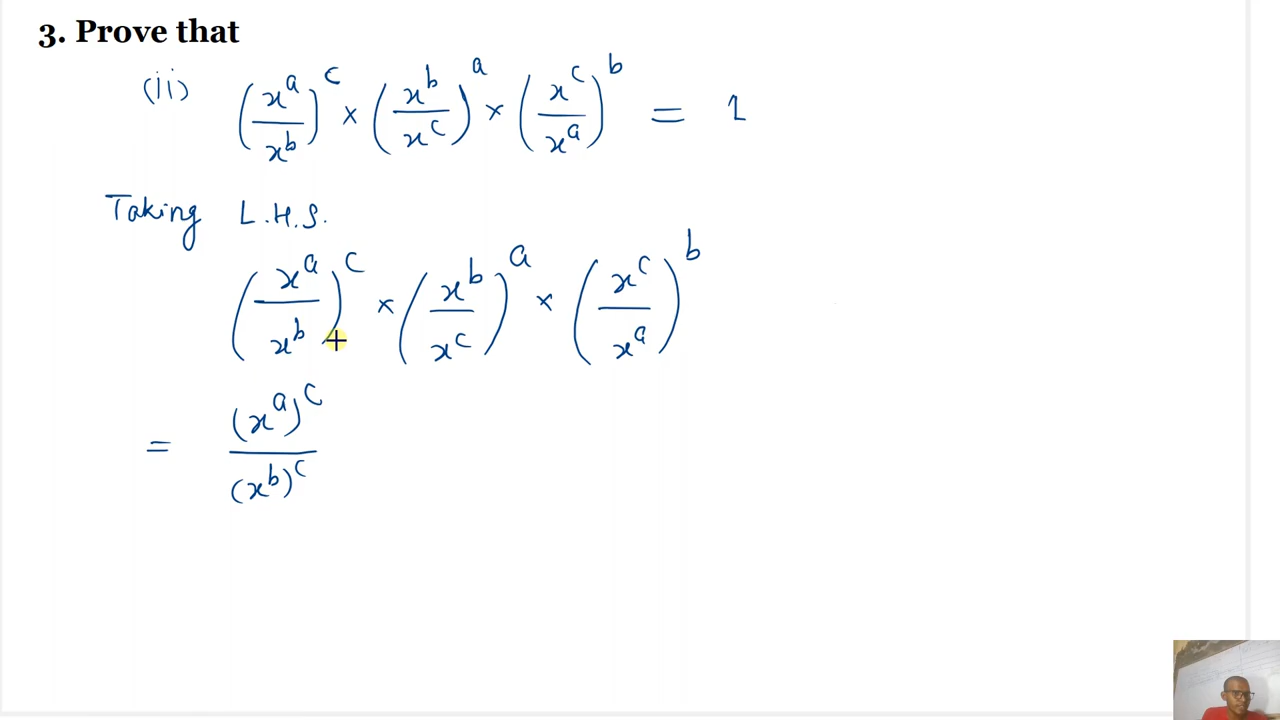 3. Prove that
(ii) (x^a/x^b)^c × (x^b/x^c)^a × (x^c/x^a)^b = 1
Taking L.H.S.
(x^a/x^b)^c × (x^b/x^c)^a × (x^c/x^a)^b
= (x^a)^c/(x^b)^c